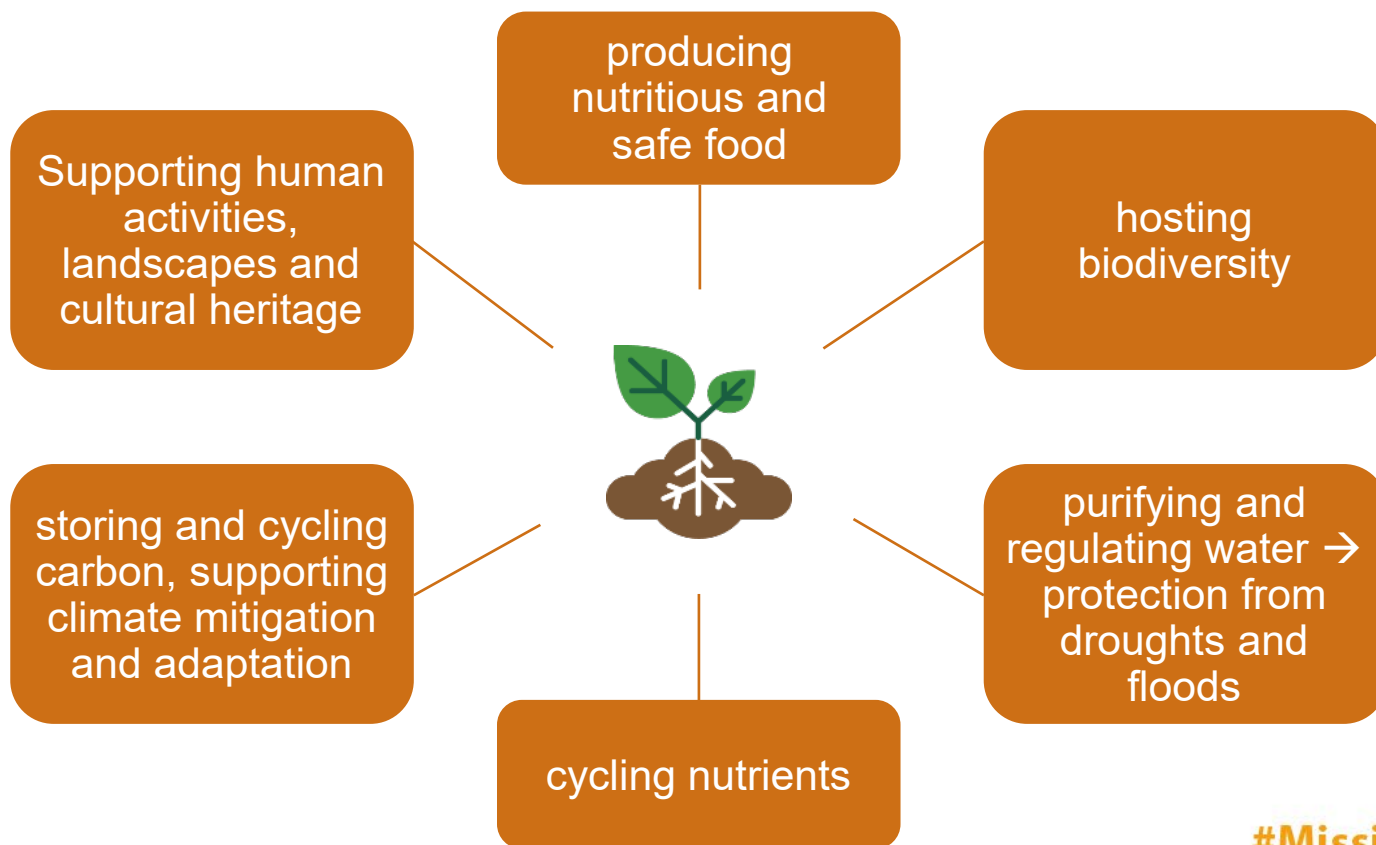 producing
nutritious and
safe food
hosting
biodiversity
purifying and
regulating water →
protection from
droughts and
floods
cycling nutrients
storing and cycling
carbon, supporting
climate mitigation
and adaptation
Supporting human
activities,
landscapes and
cultural heritage